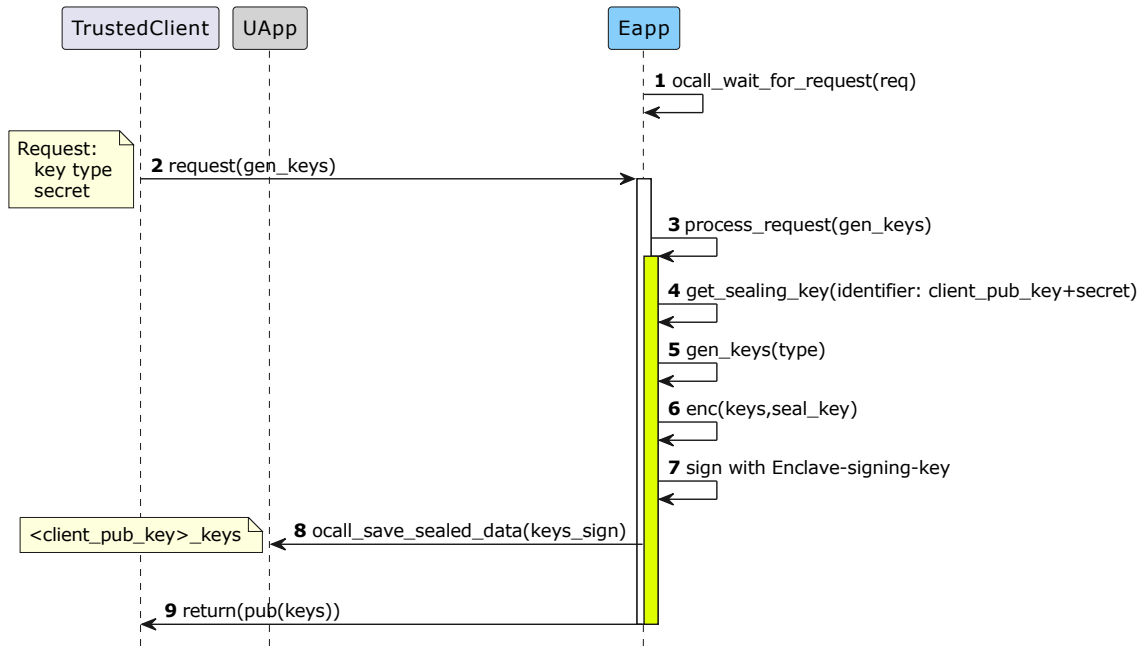 TrustedClient
UApp
Eapp
1 ocall_wait_for_request(req)
Request:
key type
secret
2 request(gen_keys)
3 process_request(gen_keys)
4 get_sealing_key(identifier: client_pub_key+secret)
5 gen_keys(type)
6 enc(keys,seal_key)
7 sign with Enclave-signing-key
<client_pub_key>_keys
8 ocall_save_sealed_data(keys_sign)
9 return(pub(keys))